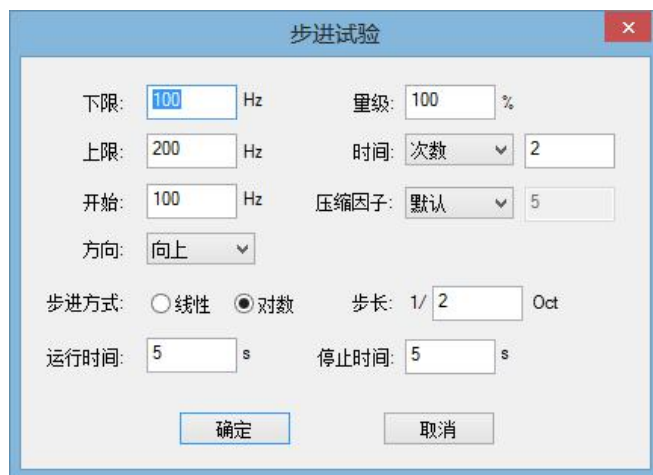 步进试验
下限: 100 Hz 量级: 100 %
上限: 200 Hz 时间: 次数 2
开始: 100 Hz 压缩因子: 默认 5
方向: 向上
步进方式: 线性 对数 步长: 1/ 2 Oct
运行时间: 5 s 停止时间: 5 s
确定 取消